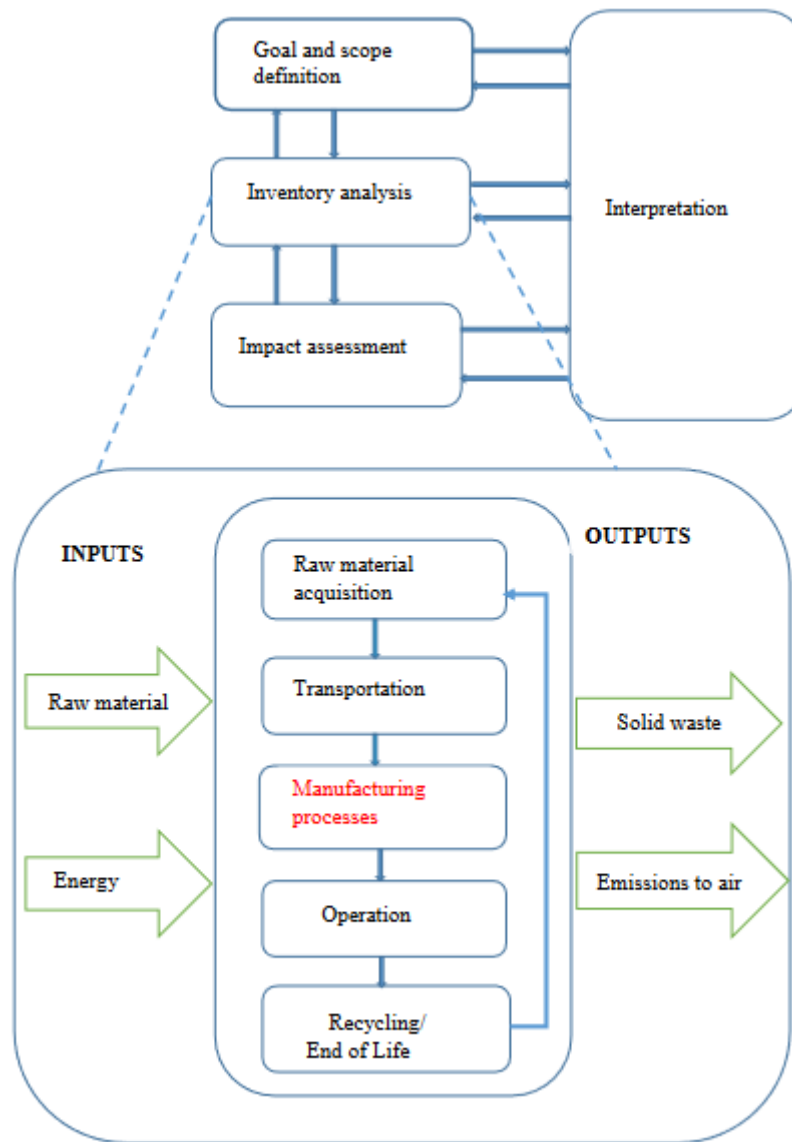 Goal and scope
definition
Inventory analysis
Interpretation
Impact assessment
INPUTS
OUTPUTS
Raw material
acquisition
Raw material
Transportation
Solid waste
Manufacturing
processes
Energy
Emissions to air
Operation
Recycling/
End of Life